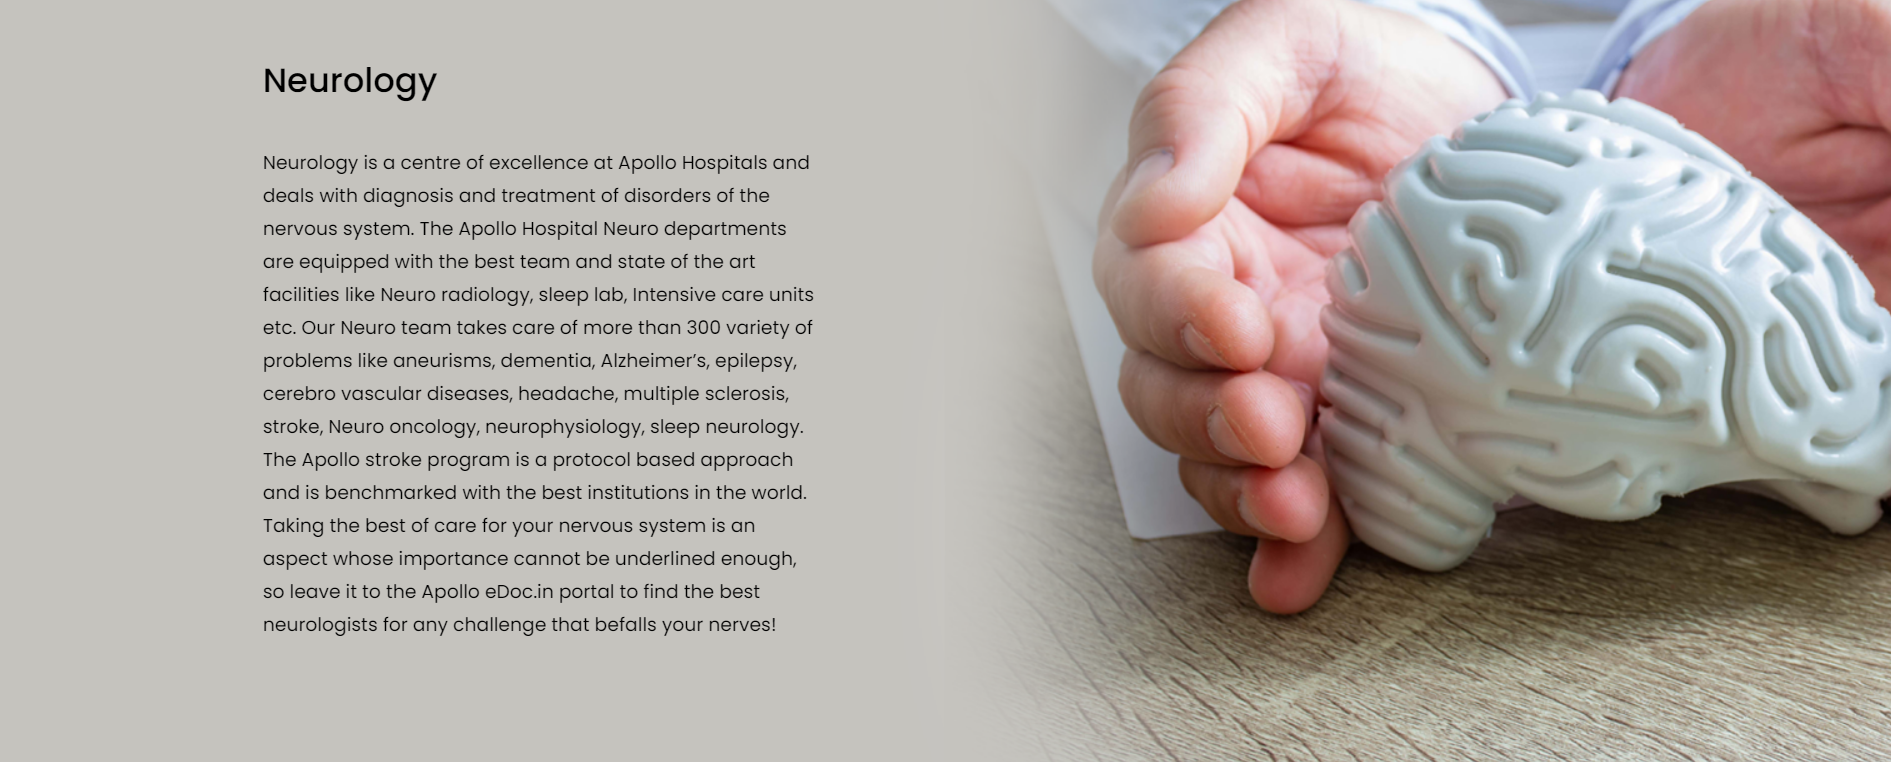 Neurology
Neurology is a centre of excellence at Apollo Hospitals and
deals with diagnosis and treatment of disorders of the
nervous system. The Apollo Hospital Neuro departments
are equipped with the best team and state of the art
facilities like Neuro radiology, sleep lab, Intensive care units
etc. Our Neuro team takes care of more than 300 variety of
problems like aneurisms, dementia, Alzheimer’s, epilepsy,
cerebro vascular diseases, headache, multiple sclerosis,
stroke, Neuro oncology, neurophysiology, sleep neurology.
The Apollo stroke program is a protocol based approach
and is benchmarked with the best institutions in the world.
Taking the best of care for your nervous system is an
aspect whose importance cannot be underlined enough,
so leave it to the Apollo eDoc.in portal to find the best
neurologists for any challenge that befalls your nerves!